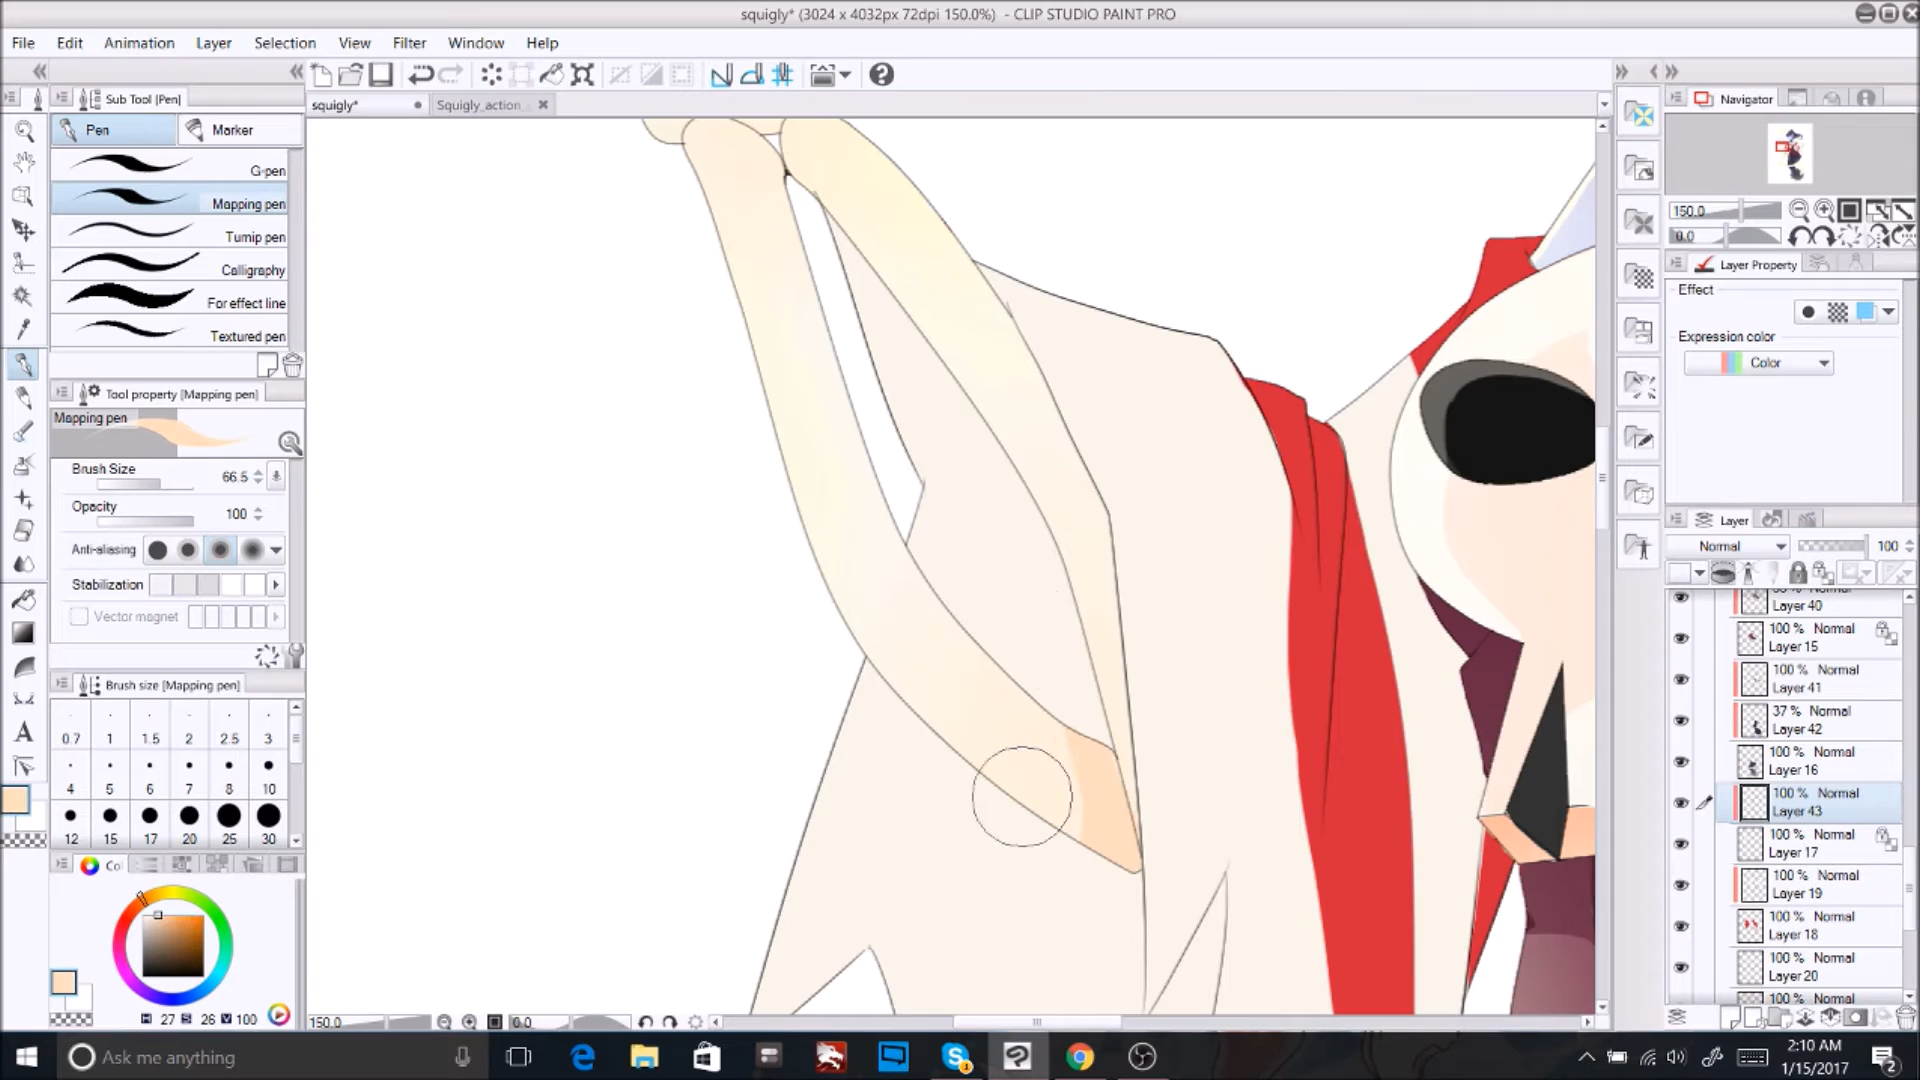 squigly* (3024 x 4032px 72dpi 150.0%) - CLIP STUDIO PAINT PRO
File Edit Animation Layer Selection View Filter Window Help
Sub Tool [Pen]
squigly*
Squigly_action
Navigator
Pen
Marker
G-pen
Mapping pen
Turnip pen
Calligraphy
For effect line
Textured pen
150.0
0.0
Layer Property
Effect
Expression color
Color
Tool property [Mapping pen]
Mapping pen
Brush Size
66.5
Opacity
100
Anti-aliasing
Stabilization
Vector magnet
Brush size [Mapping pen]
0.7 1 1.5 2 2.5 3
4 5 6 7 8 10
12 15 17 20 25 30
Col
H 27 S 26 V 100
Layer
Normal
100
Layer 40
100 % Normal
Layer 15
100 % Normal
Layer 41
37 % Normal
Layer 42
100 % Normal
Layer 16
100 % Normal
Layer 43
100 % Normal
Layer 17
100 % Normal
Layer 19
100 % Normal
Layer 18
100 % Normal
Layer 20
100 % Normal
150.0
0.0
Ask me anything
2:10 AM
1/15/2017